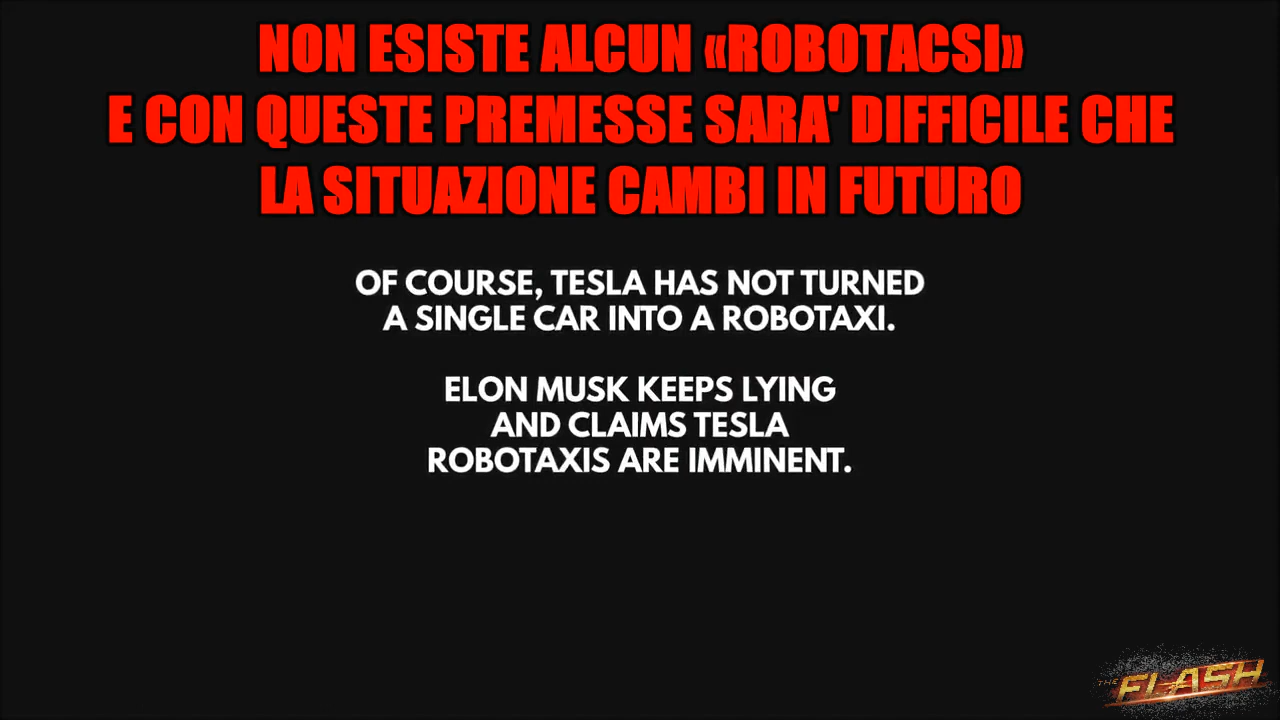 NON ESISTE ALCUN «ROBOTACSI»
E CON QUESTE PREMESSE SARA' DIFFICILE CHE
LA SITUAZIONE CAMBI IN FUTURO
OF COURSE, TESLA HAS NOT TURNED
A SINGLE CAR INTO A ROBOTAXI.
ELON MUSK KEEPS LYING
AND CLAIMS TESLA
ROBOTAXIS ARE IMMINENT.
THE FLASH